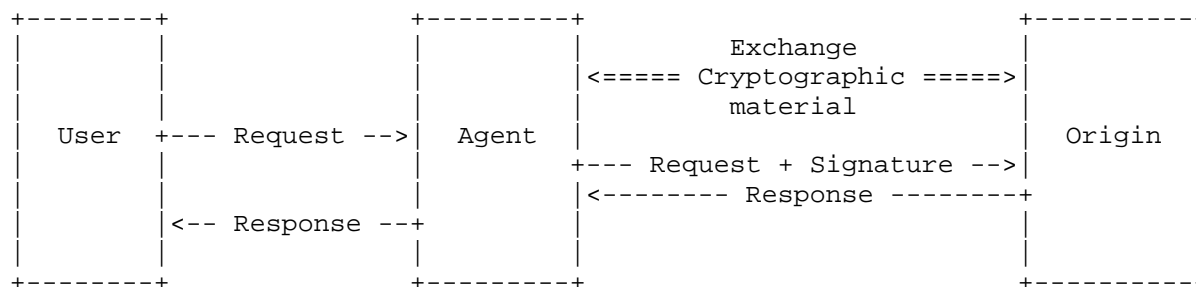 Exchange
<===== Cryptographic =====>
material
User +--- Request --> Agent Origin
+--- Request + Signature -->
<-------- Response --------+
<-- Response --+